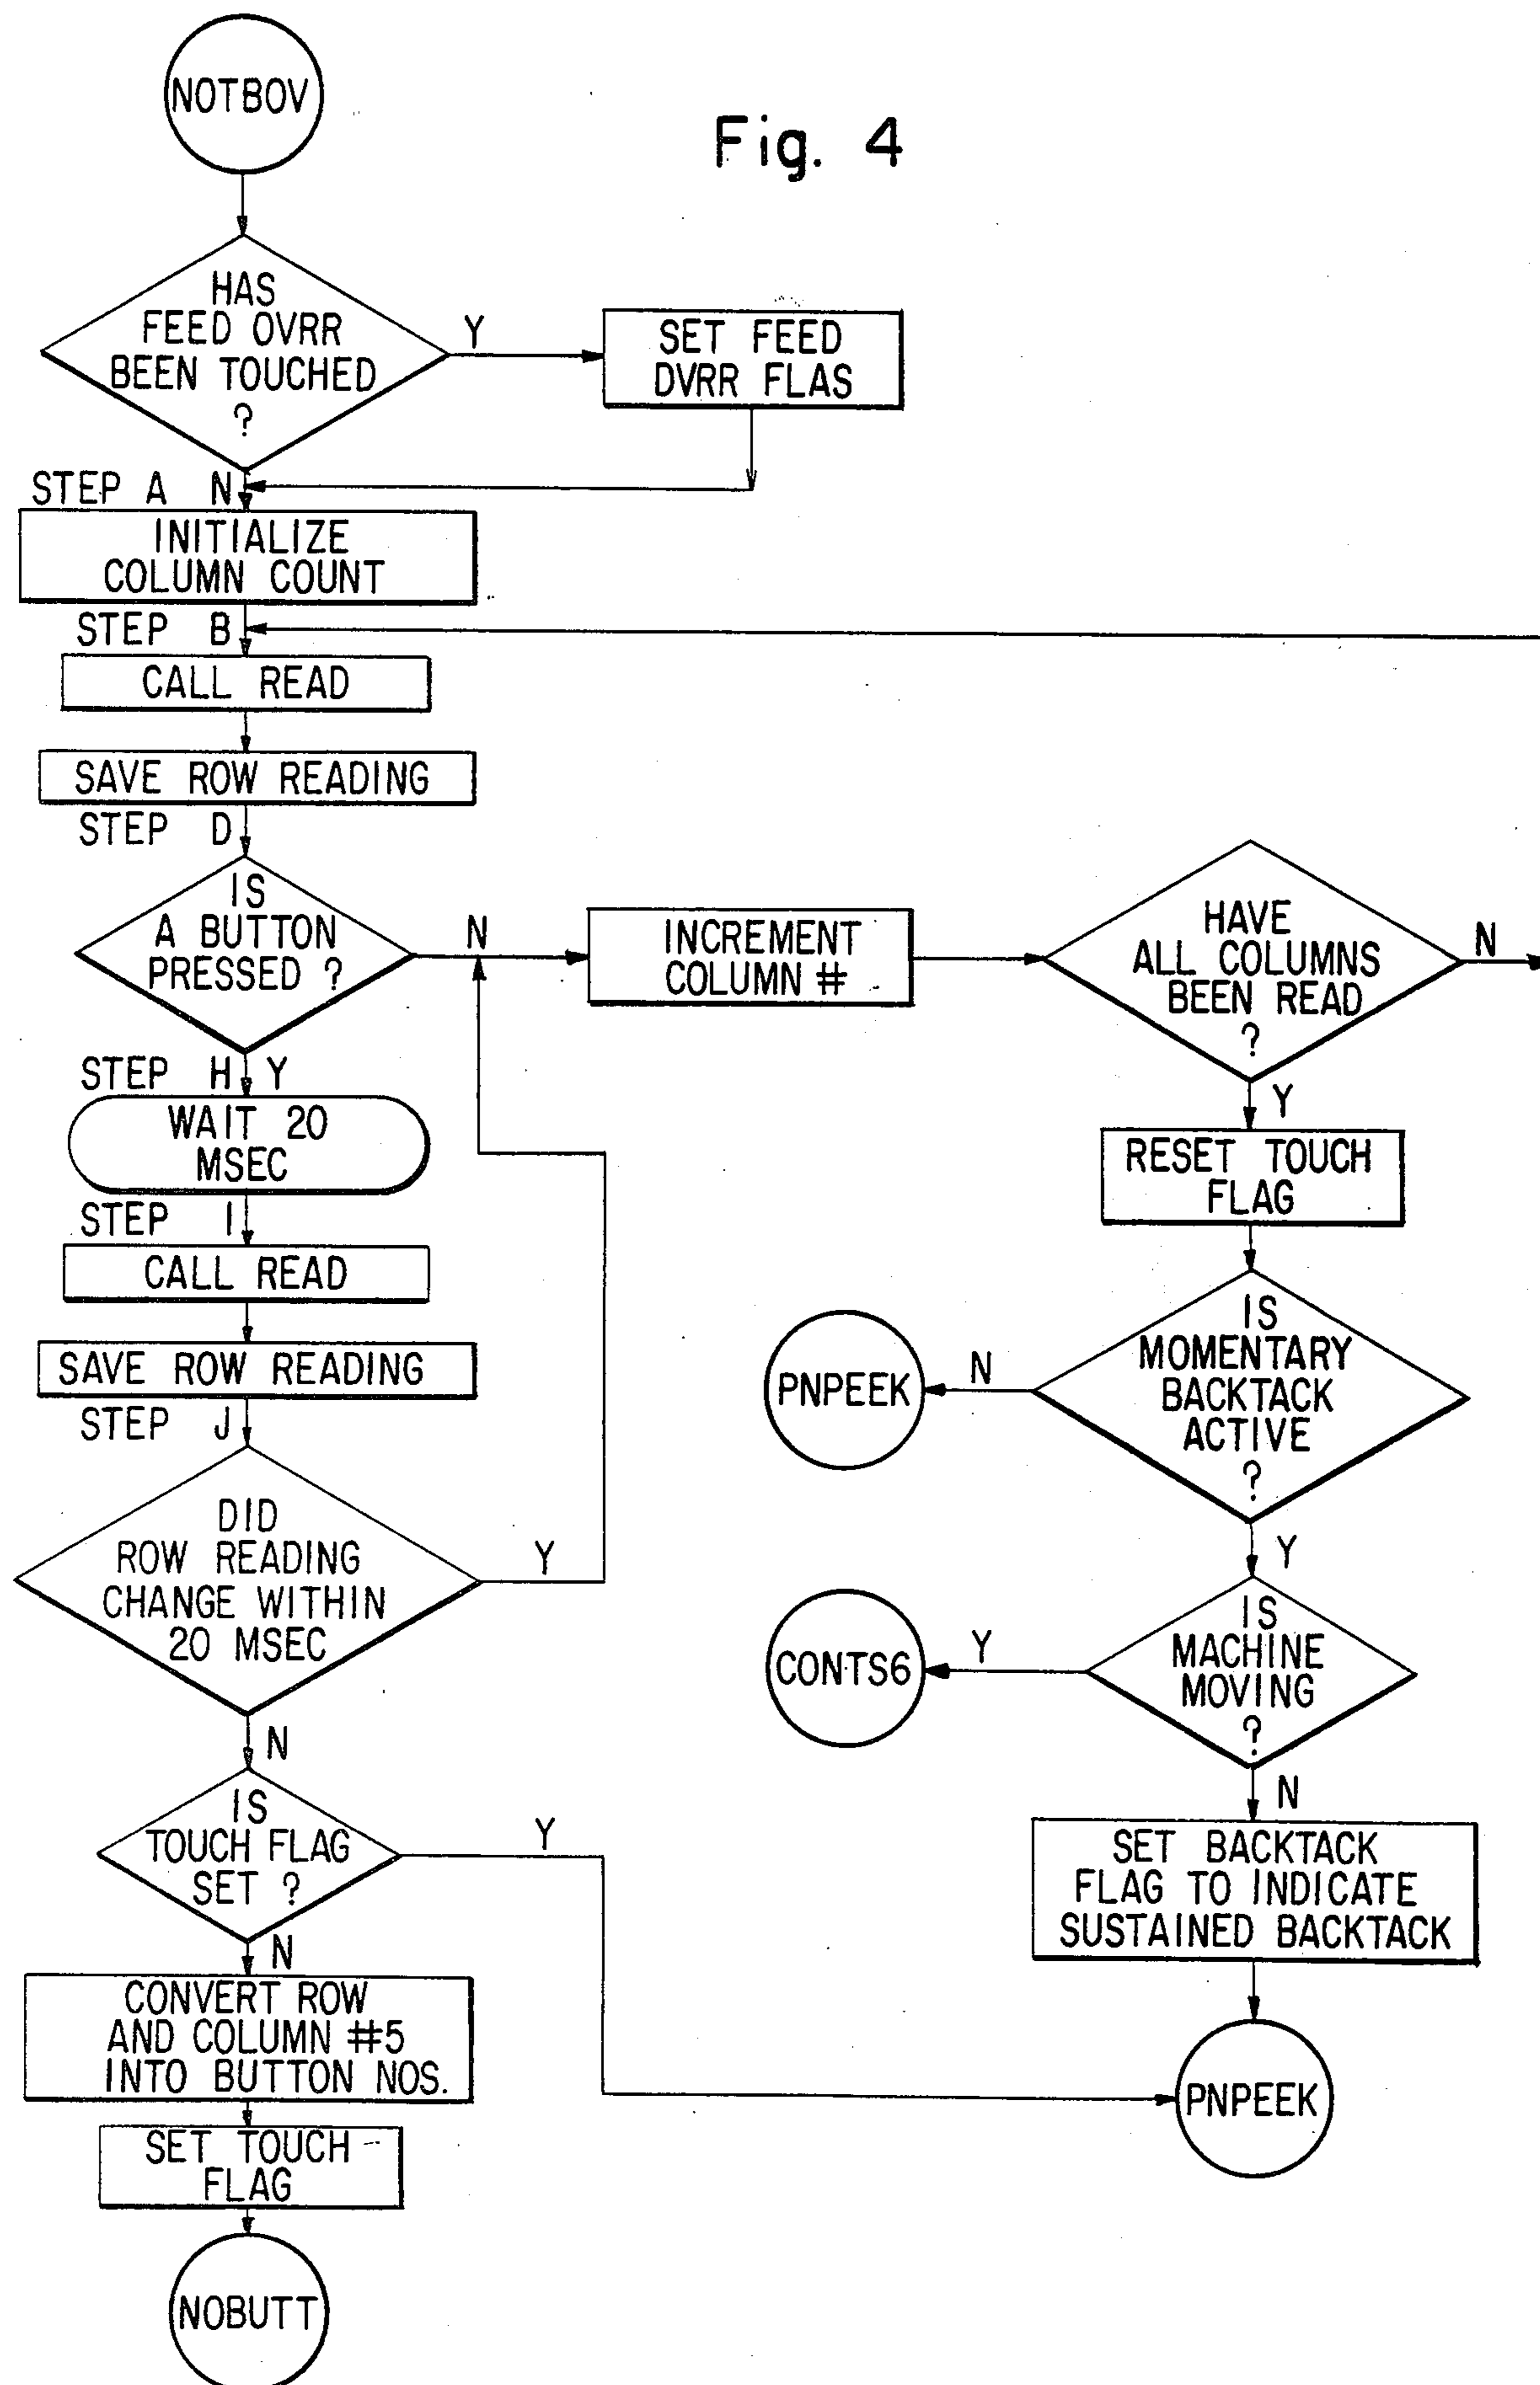 NOTBOV
Fig. 4
HAS
FEED OVRR
BEEN TOUCHED
?
Y
SET FEED
DVRR FLAS
STEP A N
INITIALIZE
COLUMN COUNT
STEP B
CALL READ
SAVE ROW READING
STEP D
IS
A BUTTON
PRESSED ?
N
INCREMENT
COLUMN #
HAVE
ALL COLUMNS
BEEN READ
?
N
STEP H Y
WAIT 20
MSEC
STEP I
CALL READ
SAVE ROW READING
STEP J
DID
ROW READING
CHANGE WITHIN
20 MSEC
Y
N
IS
TOUCH FLAG
SET ?
Y
N
CONVERT ROW
AND COLUMN #5
INTO BUTTON NOS.
SET TOUCH
FLAG
NOBUTT
Y
RESET TOUCH
FLAG
IS
MOMENTARY
BACKTACK
ACTIVE
?
N
PNPEEK
Y
IS
MACHINE
MOVING
?
Y
CONTS6
N
SET BACKTACK
FLAG TO INDICATE
SUSTAINED BACKTACK
PNPEEK